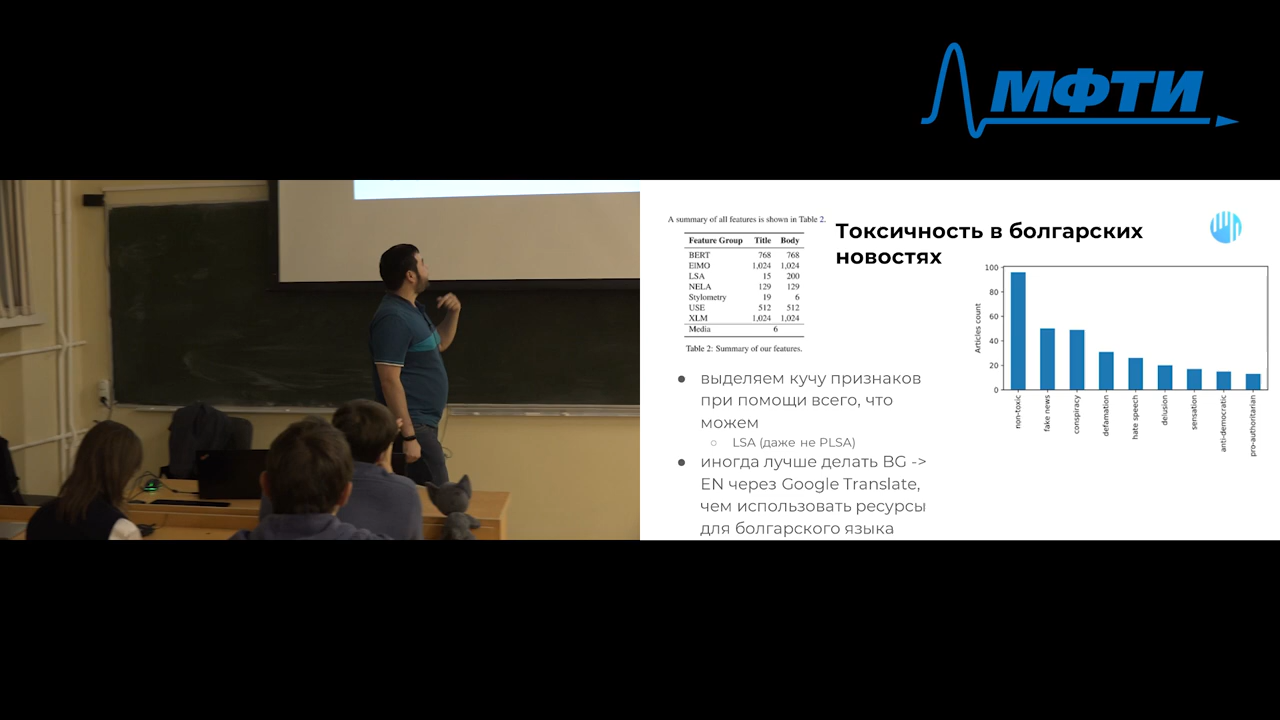 МФТИ
A summary of all features is shown in Table 2.
Feature Group Title Body
BERT 768 768
ElMO 1,024 1,024
LSA 15 200
NELA 129 129
Stylometry 19 6
USE 512 512
XLM 1,024 1,024
Media 6
Table 2: Summary of our features.
Токсичность в болгарских
новостях
● выделяем кучу признаков
при помощи всего, что
можем
○ LSA (даже не PLSA)
● иногда лучше делать BG ->
EN через Google Translate,
чем использовать ресурсы
для болгарского языка
Articles count
100
80
60
40
20
0
non-toxic
fake news
conspiracy
defamation
hate speech
delusion
sensation
anti-democratic
pro-authoritarian